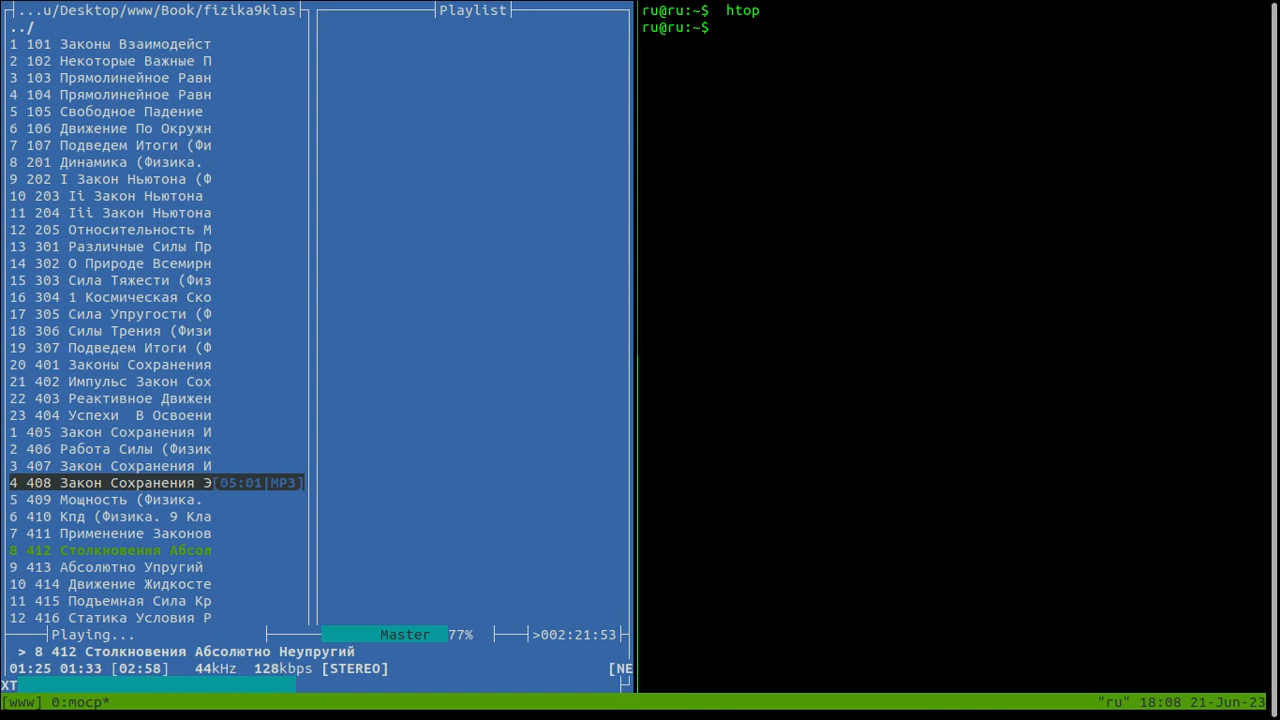 ...u/Desktop/www/Book/fizika9klas
Playlist
../
1 101 Законы Взаимодейст
2 102 Некоторые Важные П
3 103 Прямолинейное Равн
4 104 Прямолинейное Равн
5 105 Свободное Падение
6 106 Движение По Окружн
7 107 Подведем Итоги (Фи
8 201 Динамика (Физика.
9 202 I Закон Ньютона (Ф
10 203 Ii Закон Ньютона
11 204 Iii Закон Ньютона
12 205 Относительность М
13 301 Различные Силы Пр
14 302 О Природе Всемирн
15 303 Сила Тяжести (Физ
16 304 1 Космическая Ско
17 305 Сила Упругости (Ф
18 306 Силы Трения (Физи
19 307 Подведем Итоги (Ф
20 401 Законы Сохранения
21 402 Импульс Закон Сох
22 403 Реактивное Движен
23 404 Успехи  В Освоени
1 405 Закон Сохранения И
2 406 Работа Силы (Физик
3 407 Закон Сохранения И
4 408 Закон Сохранения Э[05:01|MP3]
5 409 Мощность (Физика.
6 410 Кпд (Физика. 9 Кла
7 411 Применение Законов
8 412 Столкновения Абсол
9 413 Абсолютно Упругий
10 414 Движение Жидкосте
11 415 Подъемная Сила Кр
12 416 Статика Условия Р
Playing... Master 77% >002:21:53
> 8 412 Столкновения Абсолютно Неупругий
01:25 01:33 [02:58] 44kHz 128kbps [STEREO] [NE
XT
ru@ru:~$  htop
ru@ru:~$
[www] 0:mocp* "ru" 18:08 21-Jun-23